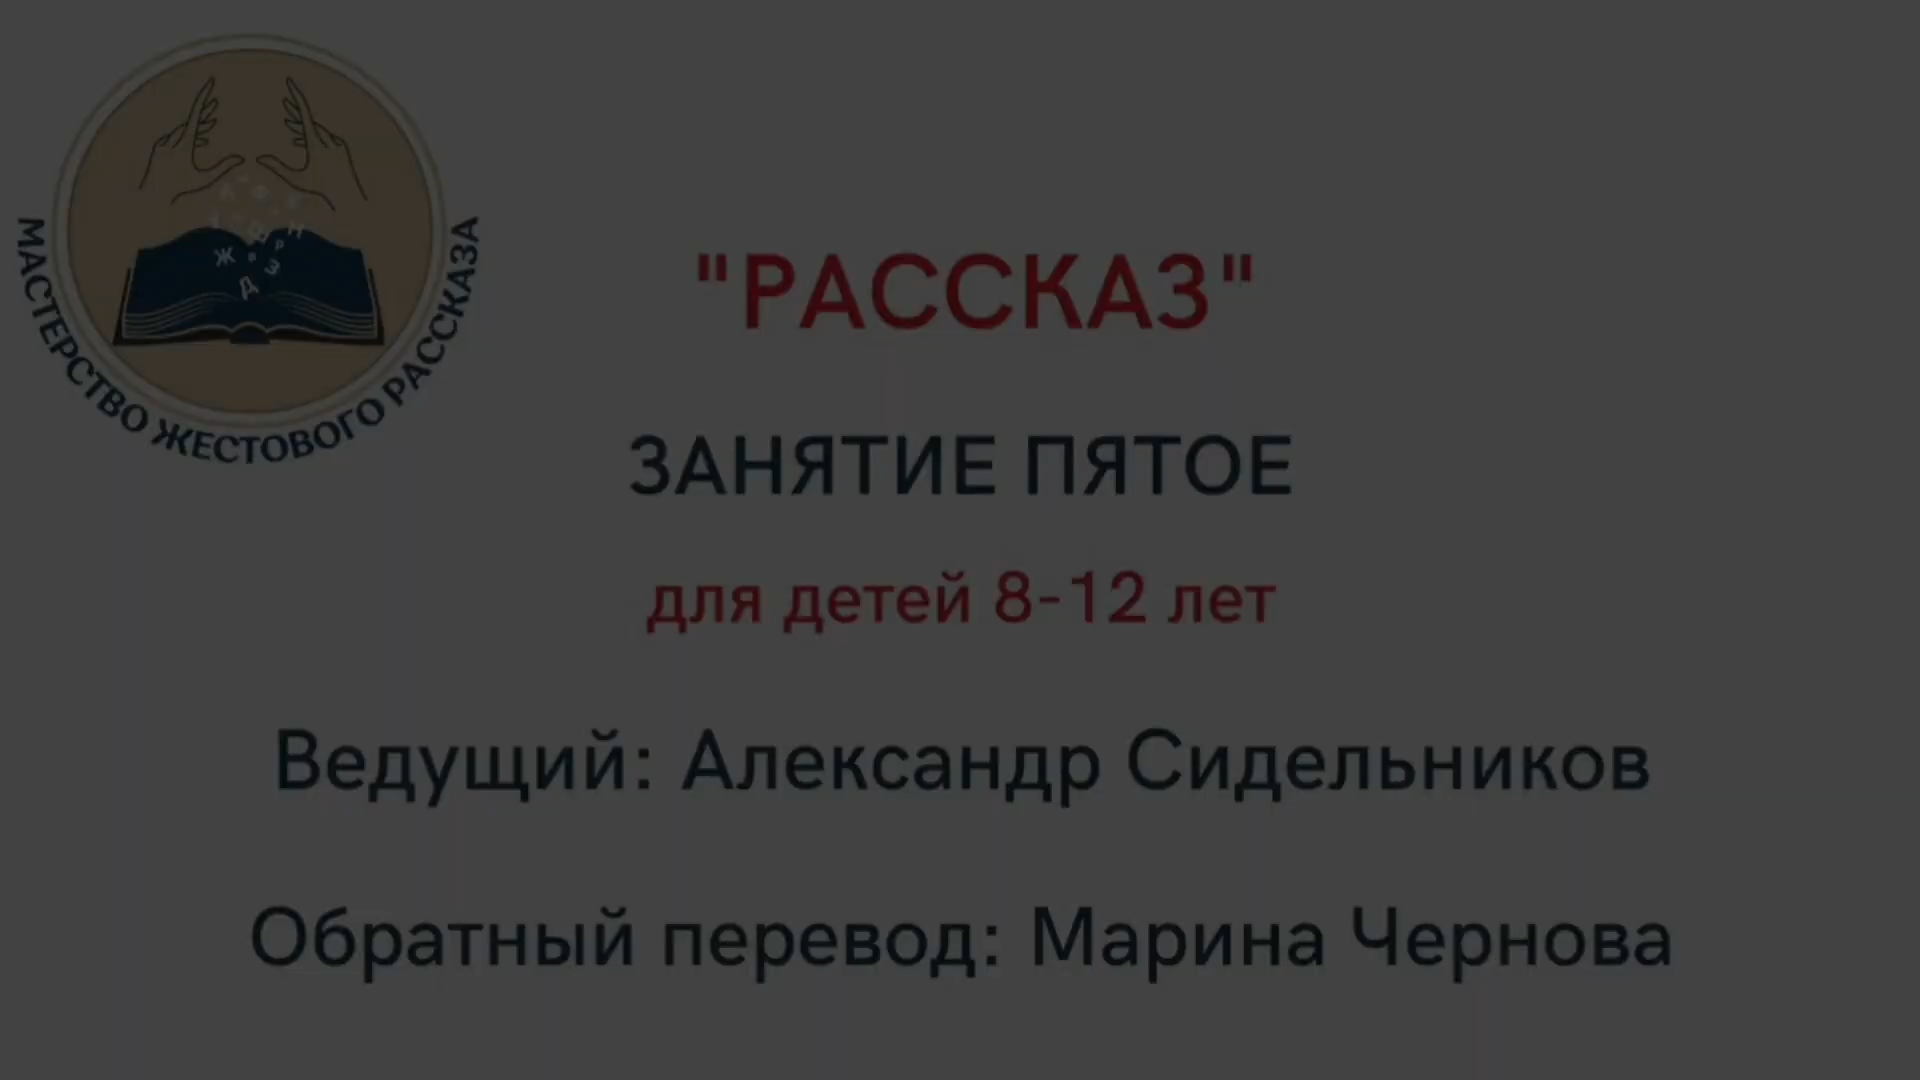 МАСТЕРСТВО ЖЕСТОВОГО РАССКАЗА
"РАССКАЗ"
ЗАНЯТИЕ ПЯТОЕ
для детей 8-12 лет
Ведущий: Александр Сидельников
Обратный перевод: Марина Чернова